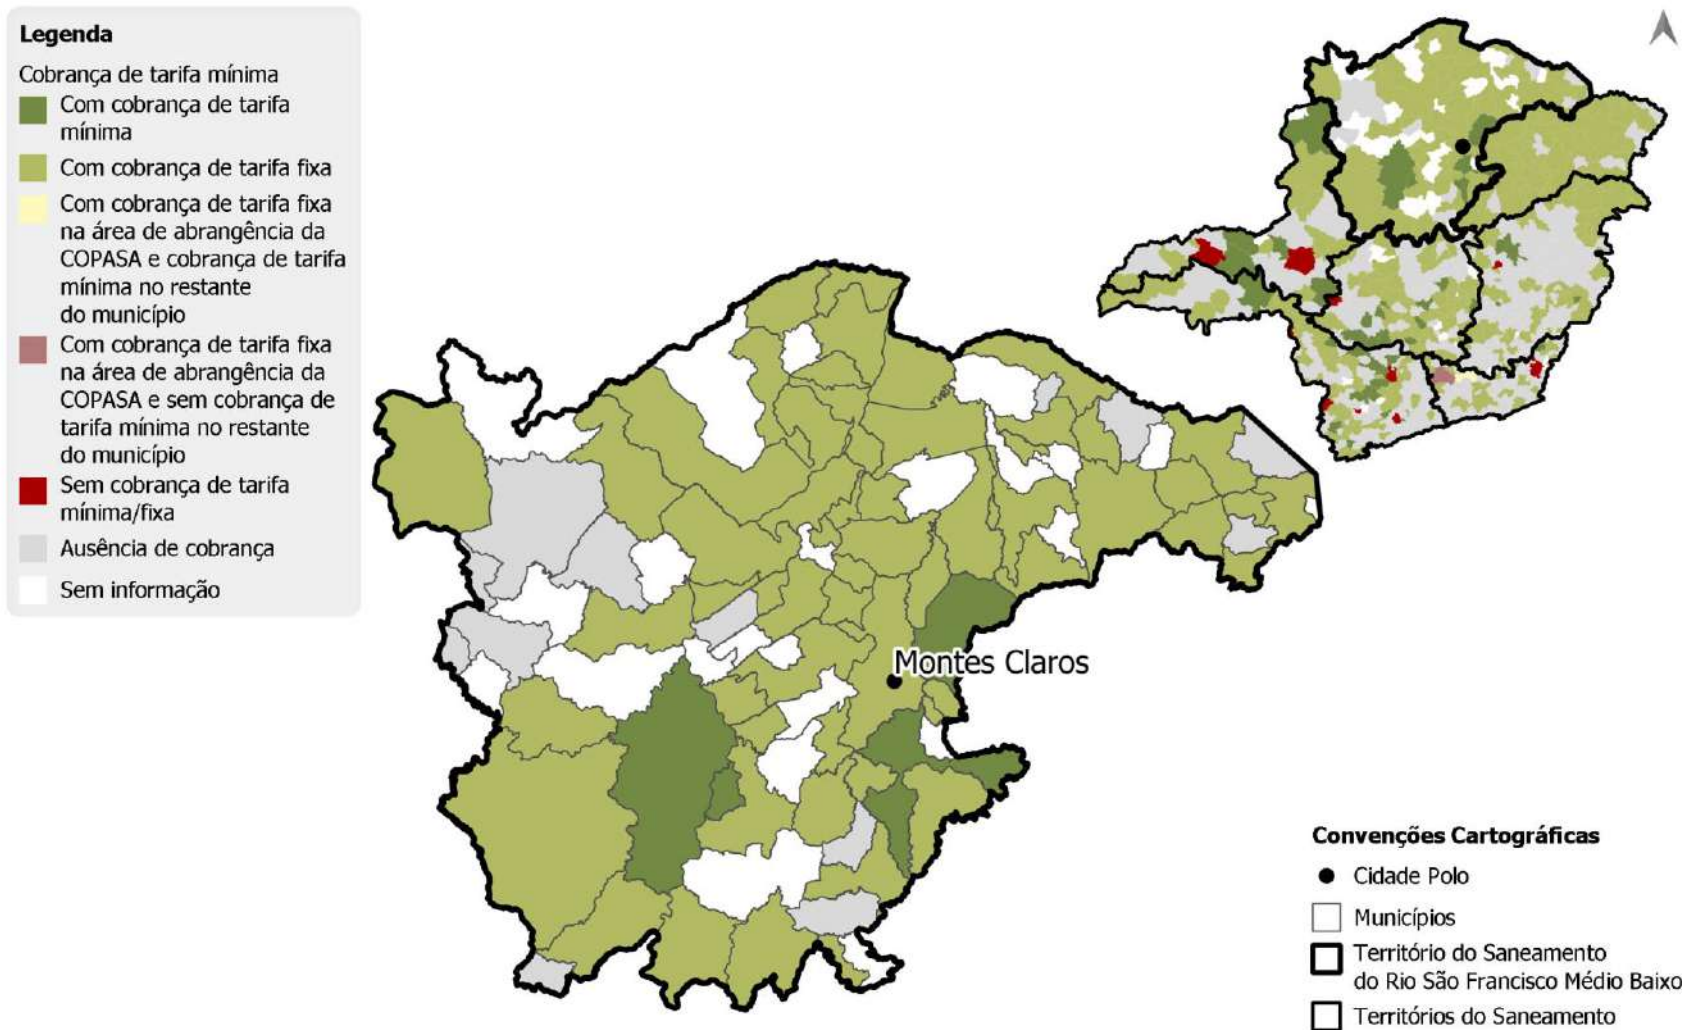 Legenda
Cobrança de tarifa mínima
Com cobrança de tarifa
mínima
Com cobrança de tarifa fixa
Com cobrança de tarifa fixa
na área de abrangência da
COPASA e cobrança de tarifa
mínima no restante
do município
Com cobrança de tarifa fixa
na área de abrangência da
COPASA e sem cobrança de
tarifa mínima no restante
do município
Sem cobrança de tarifa
mínima/fixa
Ausência de cobrança
Sem informação
Montes Claros
Convenções Cartográficas
Cidade Polo
Municípios
Território do Saneamento
do Rio São Francisco Médio Baixo
Territórios do Saneamento